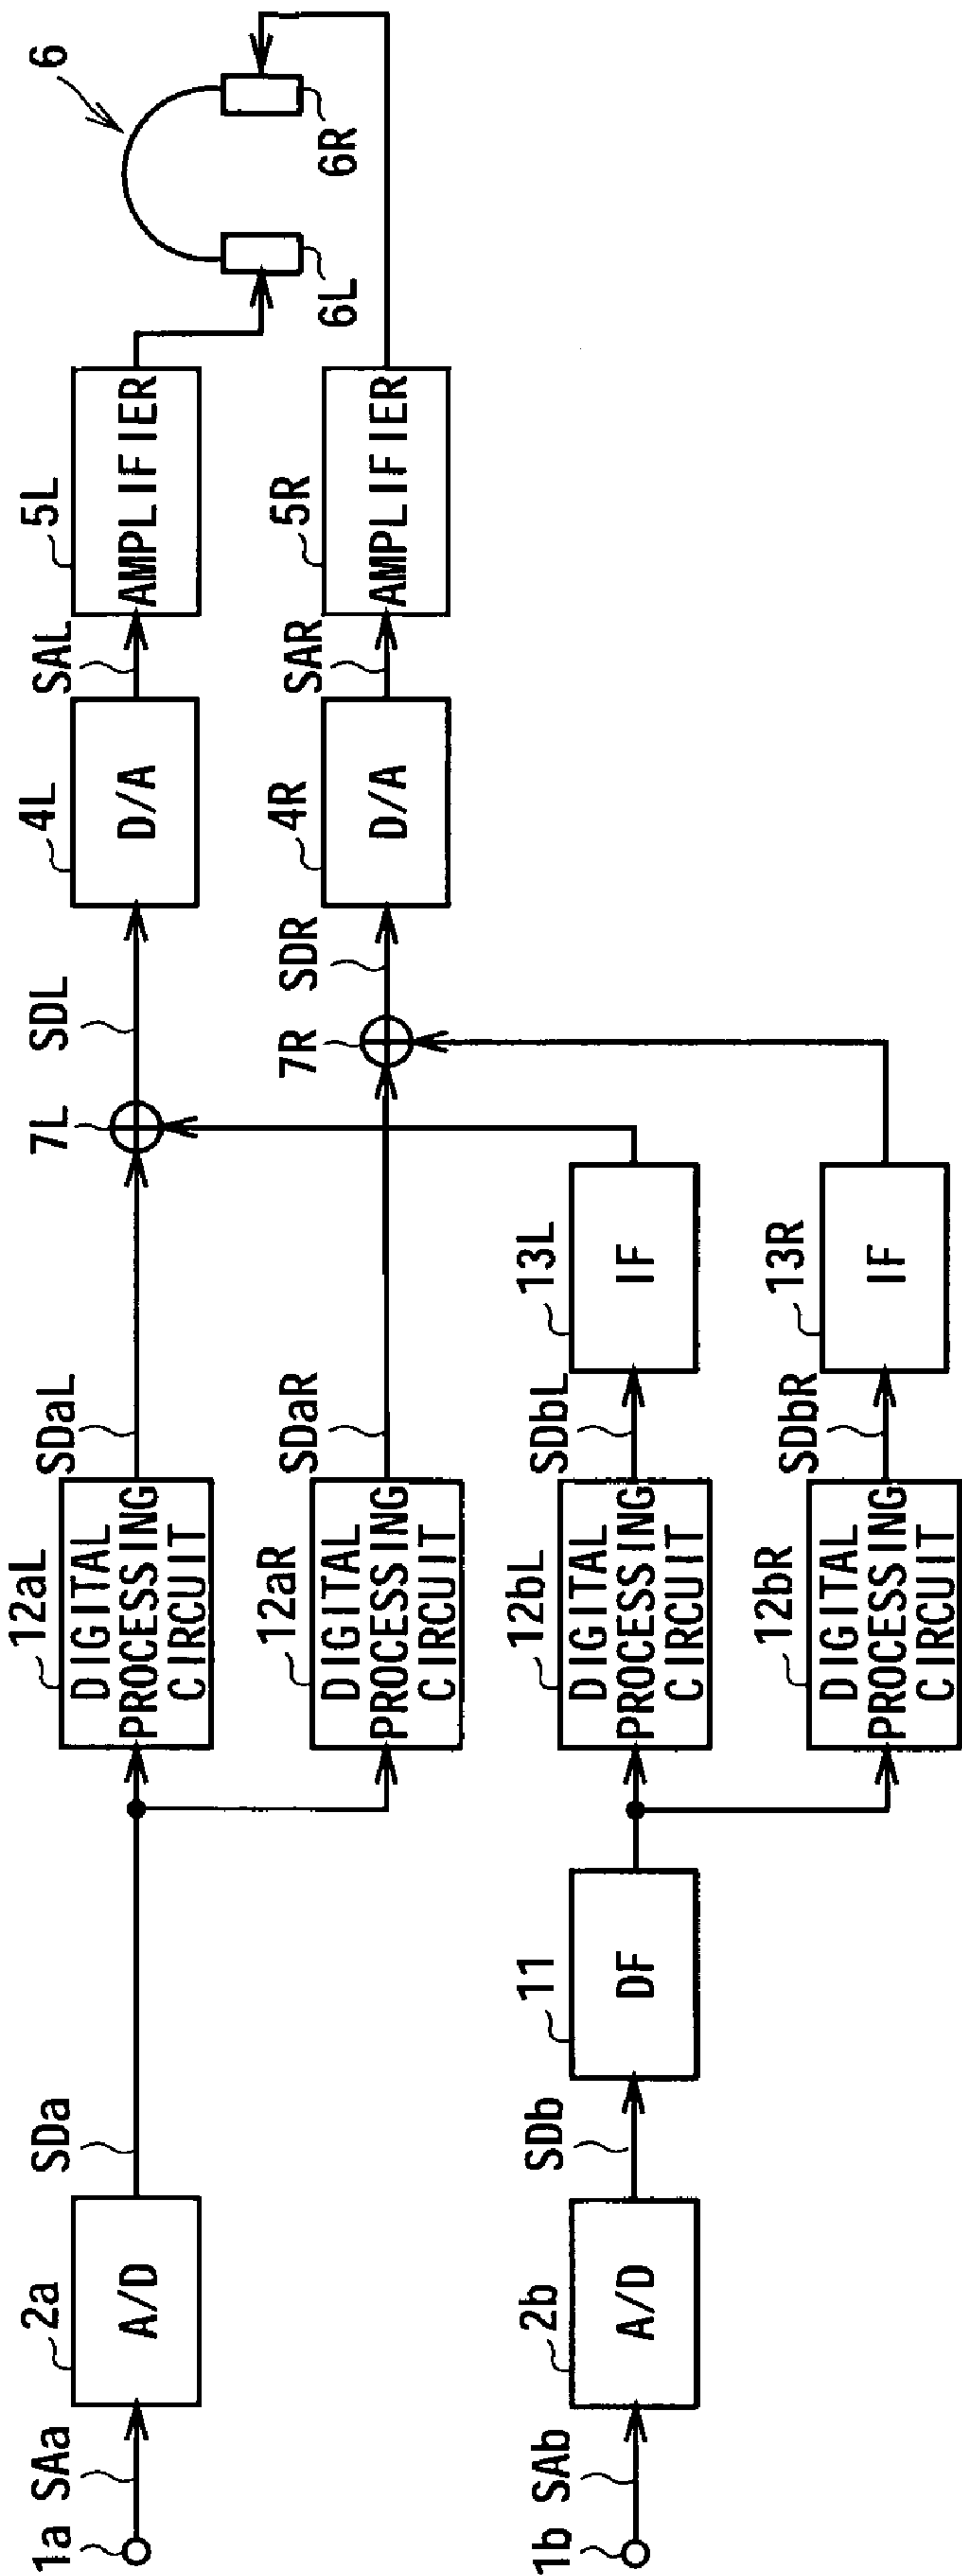 1a
SAa
2a
A/D
SDa
12aL
DIGITAL
PROCESSING
CIRCUIT
SDaL
7L
SDL
4L
D/A
SAL
5L
AMPLIFIER
6
6L
6R
12aR
DIGITAL
PROCESSING
CIRCUIT
SDaR
7R
SDR
4R
D/A
SAR
5R
AMPLIFIER
1b
SAb
2b
A/D
SDb
11
DF
12bL
DIGITAL
PROCESSING
CIRCUIT
SDbL
13L
IF
12bR
DIGITAL
PROCESSING
CIRCUIT
SDbR
13R
IF